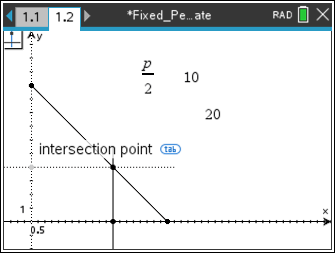 1.1 1.2 *Fixed_Pe…ate RAD
y
p/2 10
20
intersection point tab
1
x
0.5